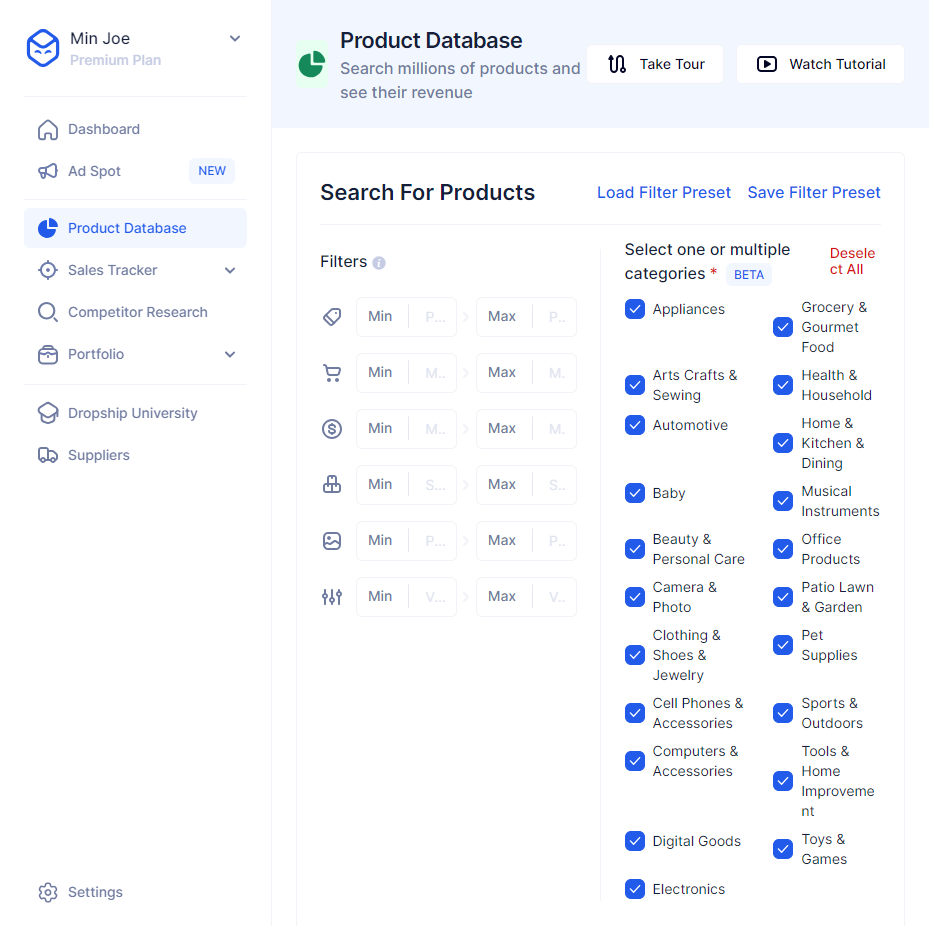 Min Joe
Premium Plan
Dashboard
Ad Spot
NEW
Product Database
Sales Tracker
Competitor Research
Portfolio
Dropship University
Suppliers
Settings
Product Database
Search millions of products and
see their revenue
Take Tour
Watch Tutorial
Search For Products
Load Filter Preset
Save Filter Preset
Filters
Min P... Max P..
Min M.. Max M.
Min M.. Max M.
Min S... Max S..
Min P... Max P..
Min V... Max V..
Select one or multiple
categories * BETA
Desele
ct All
Appliances
Arts Crafts &
Sewing
Automotive
Baby
Beauty &
Personal Care
Camera &
Photo
Clothing &
Shoes &
Jewelry
Cell Phones &
Accessories
Computers &
Accessories
Digital Goods
Electronics
Grocery &
Gourmet
Food
Health &
Household
Home &
Kitchen &
Dining
Musical
Instruments
Office
Products
Patio Lawn
& Garden
Pet
Supplies
Sports &
Outdoors
Tools &
Home
Improveme
nt
Toys &
Games